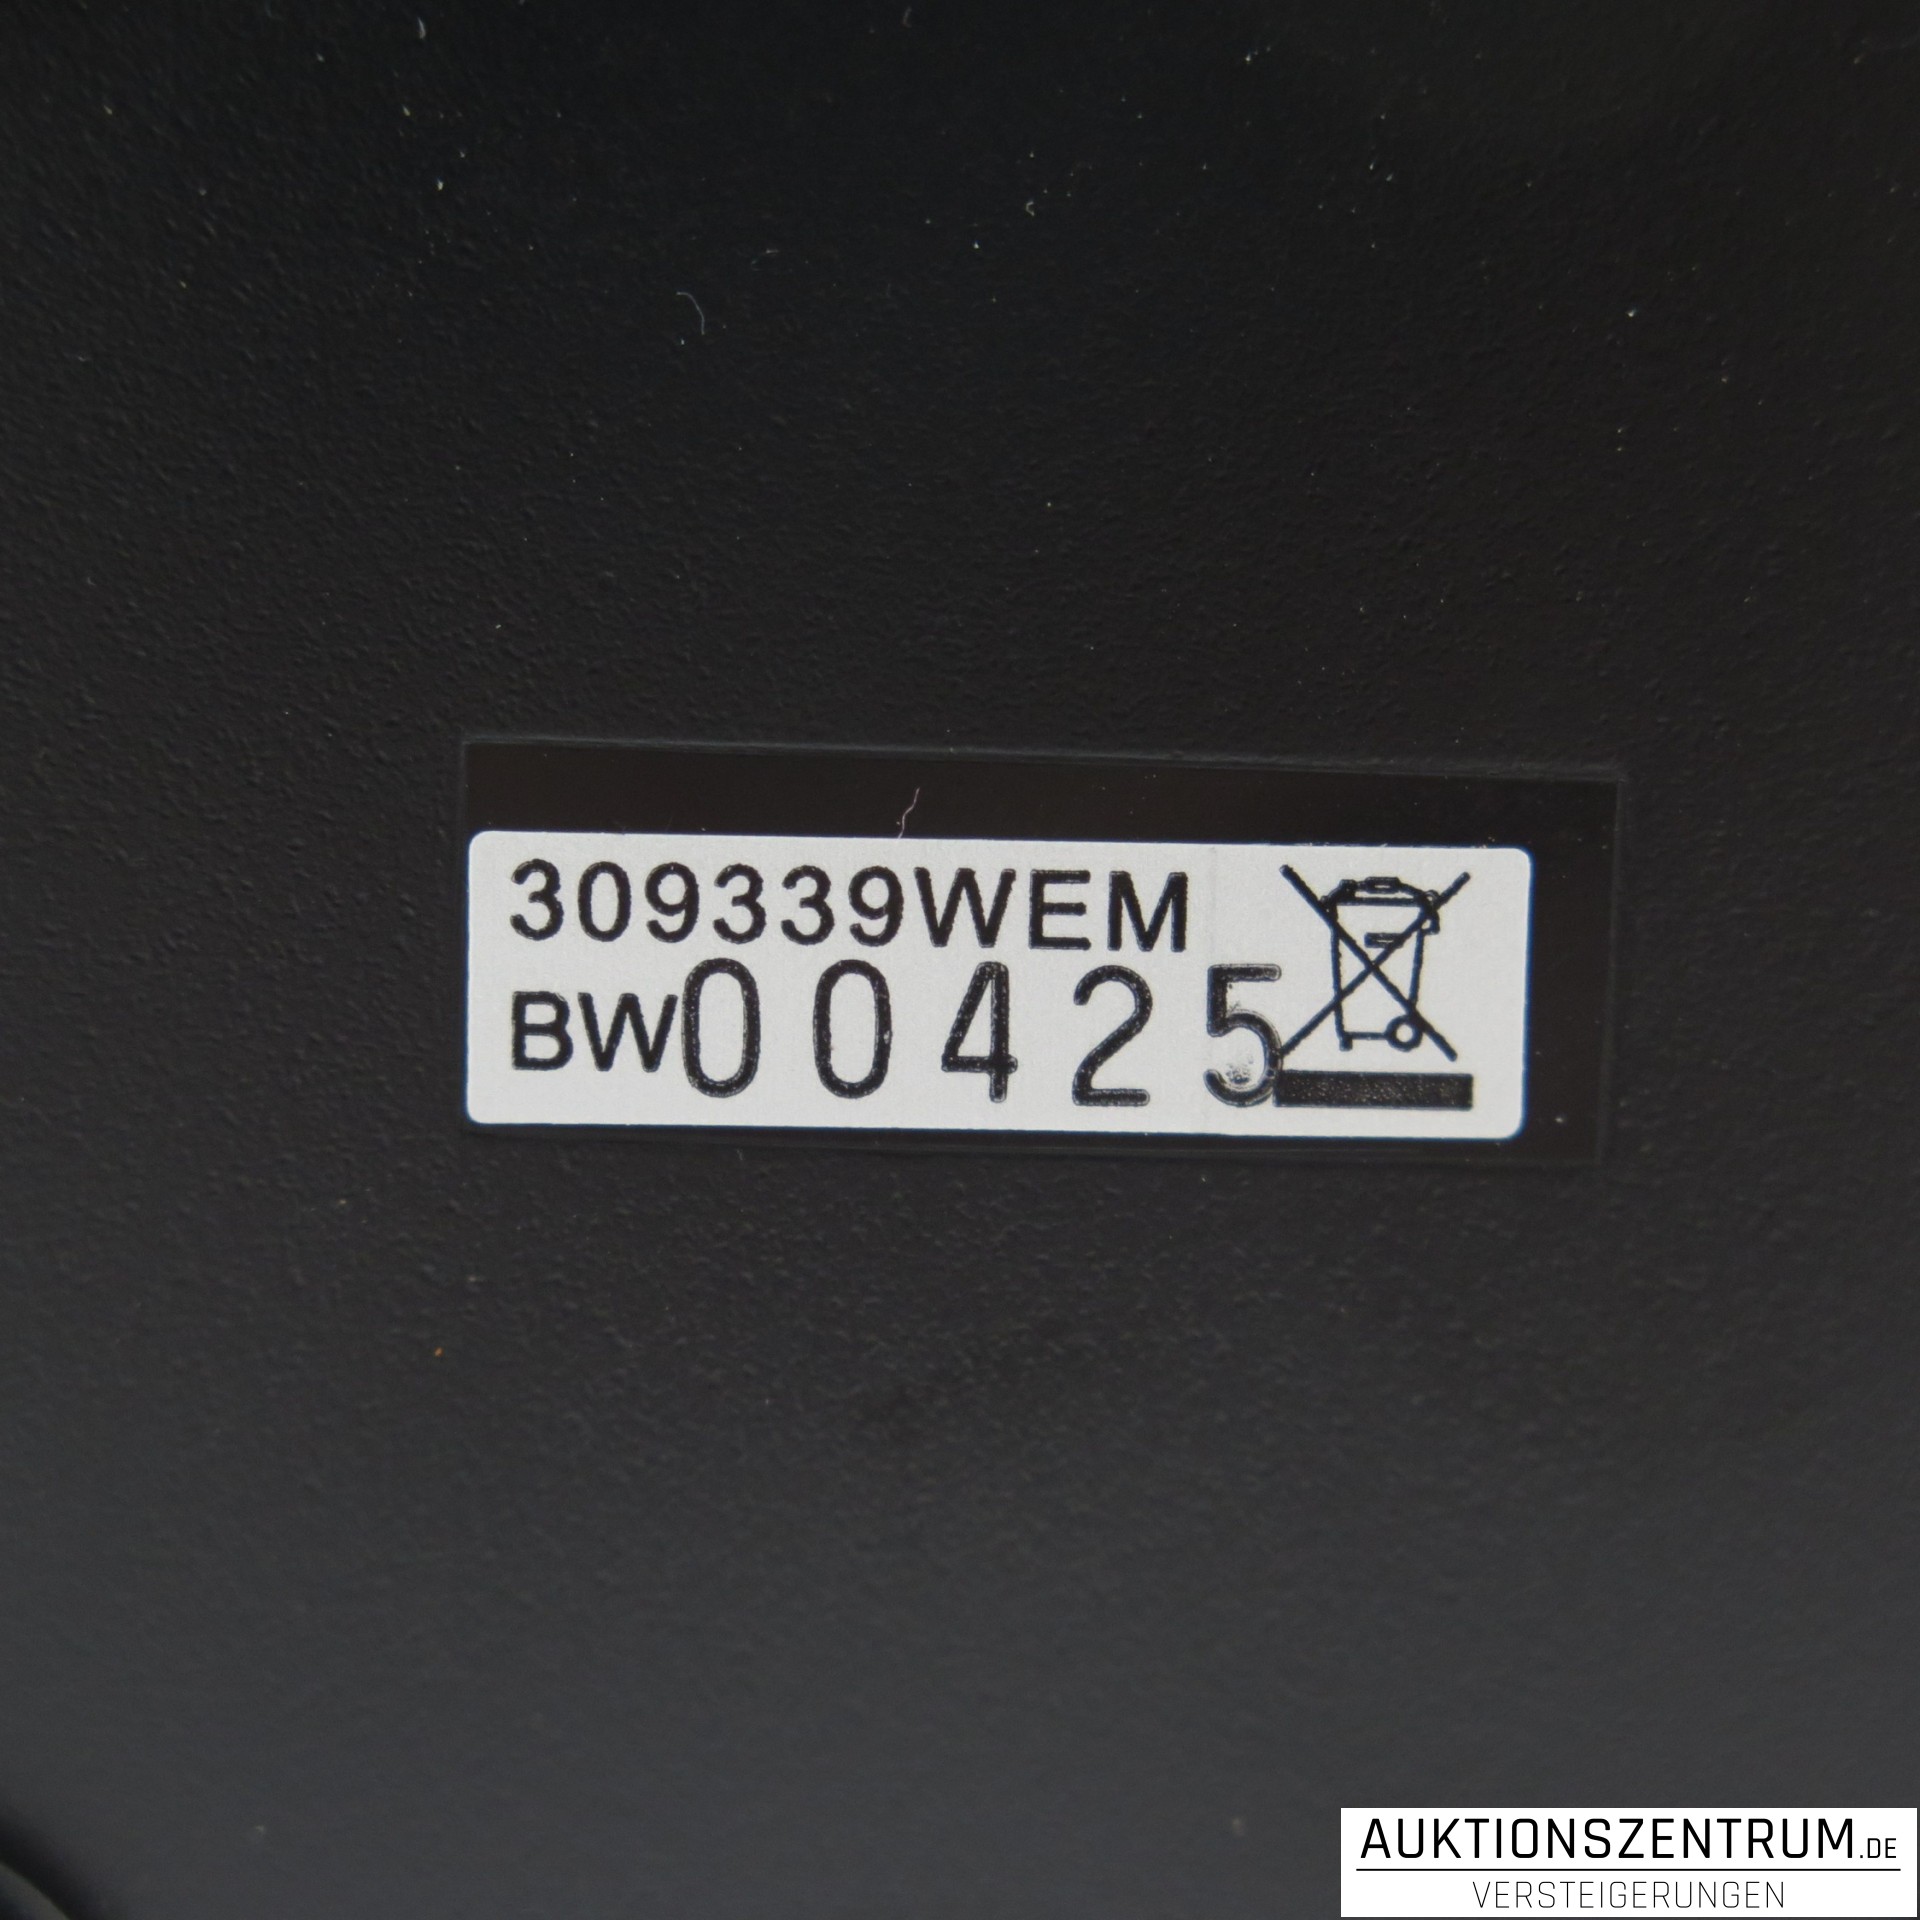 309339WEM
BW00425
AUKTIONSZENTRUM.DE
VERSTEIGERUNGEN